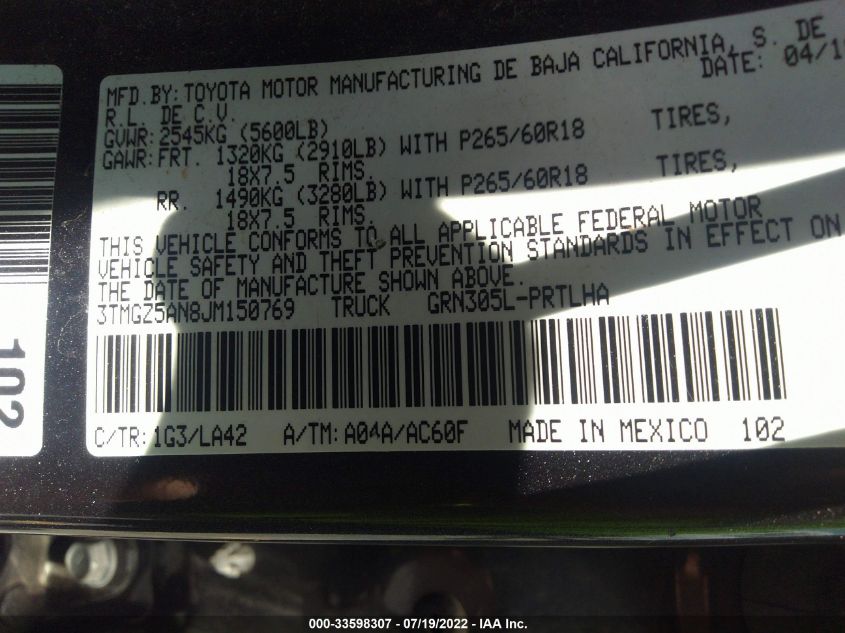 MFD.BY: TOYOTA MOTOR MANUFACTURING DE BAJA CALIFORNIA, S. DE
R.L. DE C.V. DATE: 04/1
GVWR: 2545KG (5600LB)
GAWR: FRT. 1320KG (2910LB) WITH P265/60R18 TIRES,
18X7.5 RIMS.
RR. 1490KG (3280LB) WITH P265/60R18 TIRES,
18X7.5 RIMS.
THIS VEHICLE CONFORMS TO ALL APPLICABLE FEDERAL MOTOR
VEHICLE SAFETY AND THEFT PREVENTION STANDARDS IN EFFECT ON
THE DATE OF MANUFACTURE SHOWN ABOVE.
3TMGZ5AN8JM150769 TRUCK GRN305L-PRTLHA
C/TR: 1G3/LA42 A/TM: A04A/AC60F MADE IN MEXICO 102
102
000-33598307 - 07/19/2022 - IAA Inc.